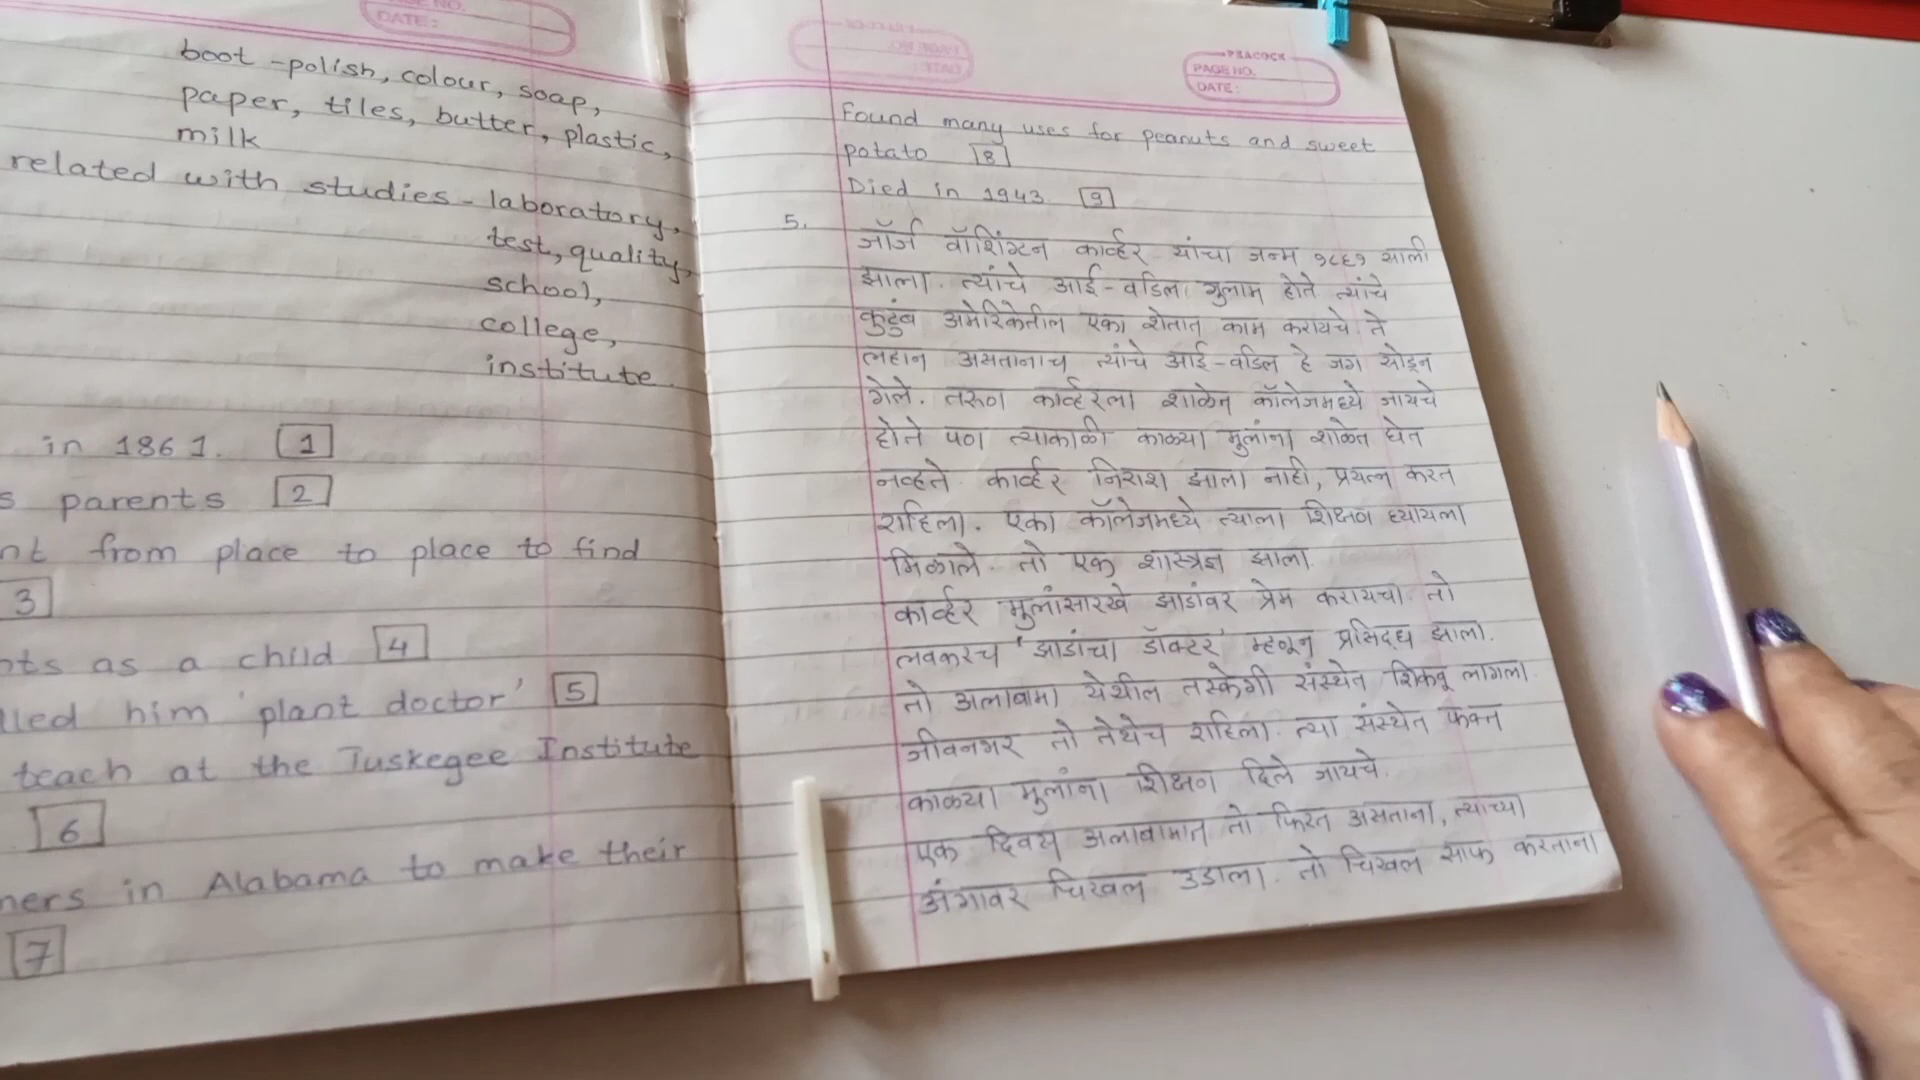 PAGE NO.
DATE:
boot-polish, colour, soap,
paper, tiles, butter, plastic,
milk
related with studies - laboratory,
test, quality,
school,
college,
institute
in 1861. 1
s parents 2
nt from place to place to find
3
nts as a child 4
lled him 'plant doctor' 5
teach at the Tuskegee Institute
6
ners in Alabama to make their
7
PEACOCK
PAGE NO.
DATE:
Found many uses for peanuts and sweet
potato 8
Died in 1943. 9
5. जॉर्ज वॉशिंग्टन कार्व्हर यांचा जन्म १८६१ साली
झाला. त्यांचे आई-वडिल गुलाम होते त्यांचे
कुटुंब अमेरिकेतील एका शेतात काम करायचे ते
लहान असतानाच त्यांचे आई-वडिल हे जग सोडून
गेले. तरुण कार्व्हरला शाळेत कॉलेजमध्ये जायचे
होते पण त्याकाळी काळ्या मुलांना शाळेत घेत
नव्हते. कार्व्हर निराश झाला नाही, प्रयत्न करत
राहिला. एका कॉलेजमध्ये त्याला शिक्षण घ्यायला
मिळाले. तो एक शास्त्रज्ञ झाला.
कार्व्हर मुलांसारखे झाडांवर प्रेम करायचा. तो
लवकरच 'झाडांचा डॉक्टर' म्हणून प्रसिद्ध झाला.
तो अलाबामा येथील तस्केगी संस्थेत शिकवू लागला.
जीवनभर तो तेथेच राहिला. त्या संस्थेत फक्त
काळ्या मुलांना शिक्षण दिले जायचे.
एक दिवस अलाबामात तो फिरत असताना, त्याच्या
अंगावर चिखल उडाला. तो चिखल साफ करताना